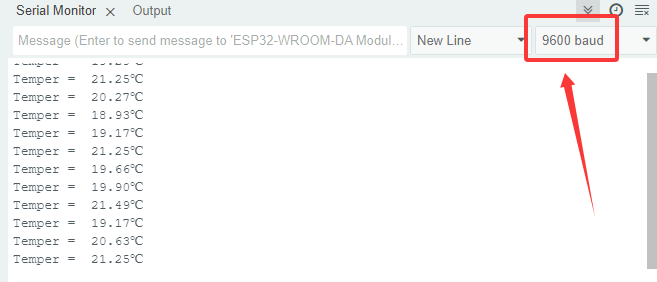 Serial Monitor Output
Message (Enter to send message to 'ESP32-WROOM-DA Modul... New Line 9600 baud
Temper = 21.25℃
Temper = 20.27℃
Temper = 18.93℃
Temper = 19.17℃
Temper = 21.25℃
Temper = 19.66℃
Temper = 19.90℃
Temper = 21.49℃
Temper = 19.17℃
Temper = 20.63℃
Temper = 21.25℃